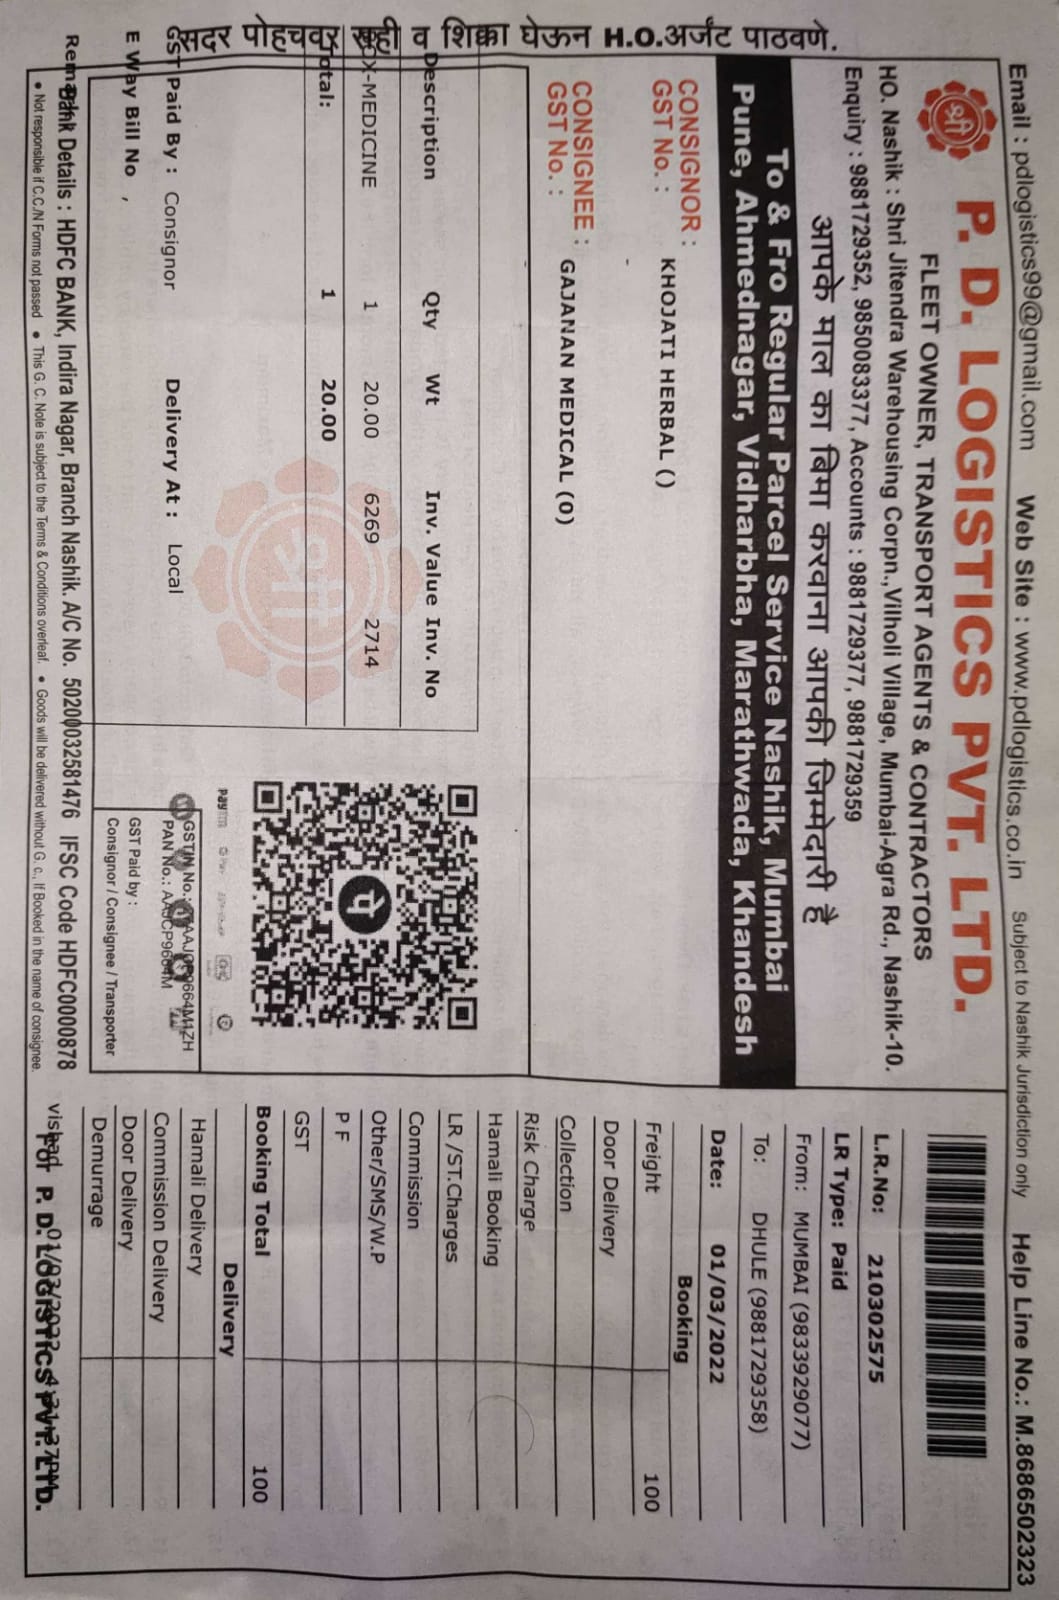 सदर पोहचवर सही व शिक्का घेऊन H.O.अर्जंट पाठवणे.
Email : pdlogistics99@gmail.com Web Site : www.pdlogistics.co.in Subject to Nashik Jurisdiction only Help Line No.: M.8686502323
श्री
P. D. LOGISTICS PVT. LTD.
FLEET OWNER, TRANSPORT AGENTS & CONTRACTORS
HO. Nashik : Shri Jitendra Warehousing Corpn.,Vilholi Village, Mumbai-Agra Rd., Nashik-10.
Enquiry : 9881729352, 9850083377, Accounts : 9881729377, 9881729359
आपके माल का बिमा करवाना आपकी जिम्मेदारी है
To & Fro Regular Parcel Service Nashik, Mumbai
Pune, Ahmednagar, Vidharbha, Marathwada, Khandesh
L.R.No: 210302575
LR Type: Paid
From: MUMBAI (9833929077)
To: DHULE (9881729358)
Date: 01/03/2022
CONSIGNOR : KHOJATI HERBAL ()
GST No. : -
CONSIGNEE : GAJANAN MEDICAL (0)
GST No. : -
Description Qty Wt Inv. Value Inv. No
X-MEDICINE 1 20.00 6269 2714
Total: 1 20.00
श्री
GST Paid By : Consignor Delivery At : Local
E Way Bill No ,
पे
Paytm
GSTIN No.:
PAN No.:
GST Paid by :
Consignor / Consignee / Transporter
Booking
Freight 100
Door Delivery
Collection
Risk Charge
Hamali Booking
LR /ST.Charges
Commission
Other/SMS/W.P
P F
GST
Booking Total 100
Delivery
Hamali Delivery
Commission Delivery
Door Delivery
Demurrage
Bank Details : HDFC BANK, Indira Nagar, Branch Nashik. A/C No. 50200032581476 IFSC Code HDFC0000878
For P. D. LOGISTICS PVT. LTD.
• Not responsible if C.C./N Forms not passed • This G. C. Note is subject to the Terms & Conditions overleaf. • Goods will be delivered without G. c., If Booked in the name of consignee.